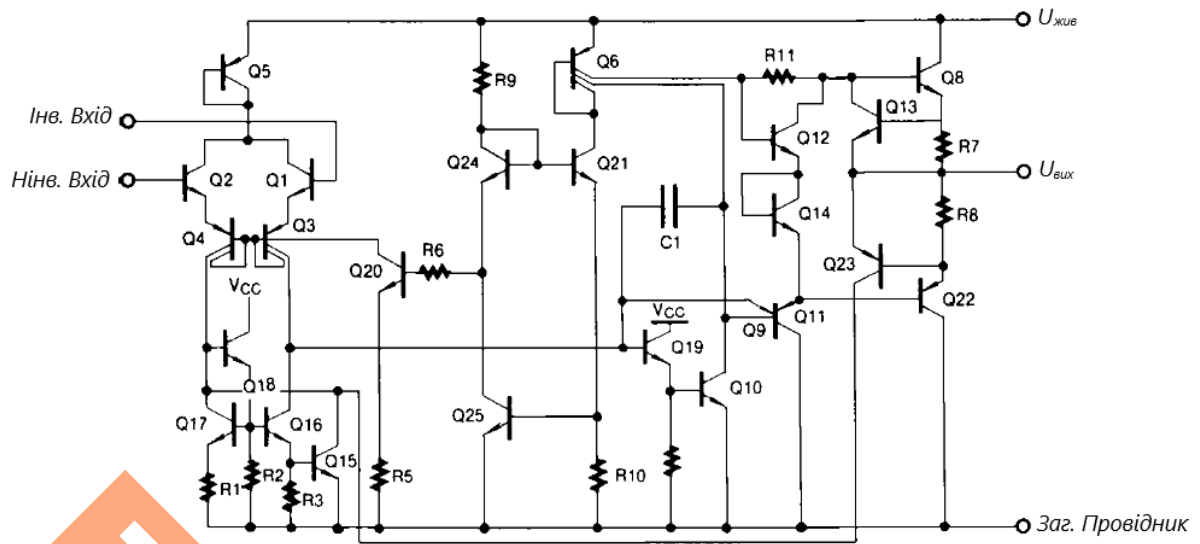 Uжив
Q5
Q6
R11
Q8
R9
Q13
Інв. Вхід
Q12
R7
Q24
Q21
Нінв. Вхід
Q2
Q1
Uвих
Q14
R8
Q4
Q3
C1
Q20
R6
Q23
VCC
VCC
Q9
Q11
Q22
Q19
Q18
Q10
Q17
Q16
Q25
Q15
R1
R2
R3
R5
R10
Заг. Провідник